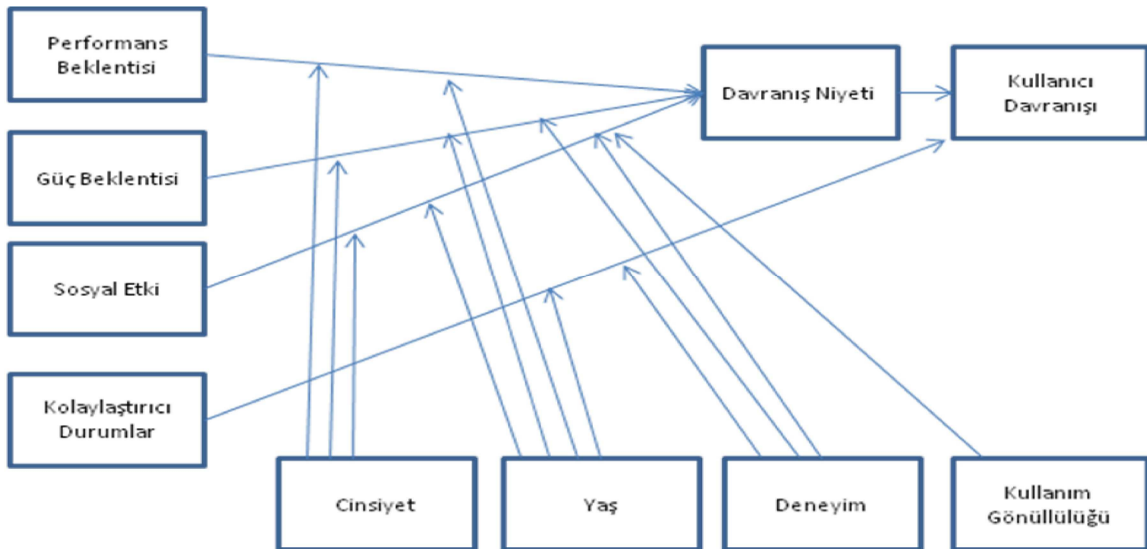 Performans
Beklentisi
Davranış Niyeti
Kullanıcı
Davranışı
Güç Beklentisi
Sosyal Etki
Kolaylaştırıcı
Durumlar
Cinsiyet
Yaş
Deneyim
Kullanım
Gönüllülüğü